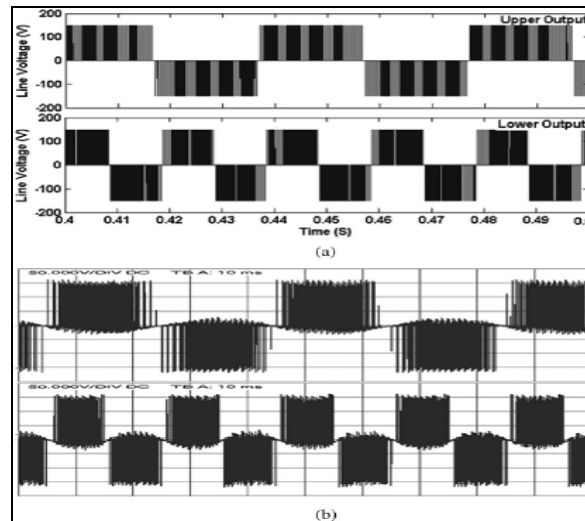 200
Upper Output
100
0
-100
200
Line Voltage (V)
200
Lower Output
100
0
-100
-200
Line Voltage (V)
0.4 0.41 0.42 0.43 0.44 0.45 0.46 0.47 0.48 0.49
Time (S)
(a)
50.000V/DIV DC TB A: 10 ms
50.000V/DIV DC TB A: 10 ms
(b)